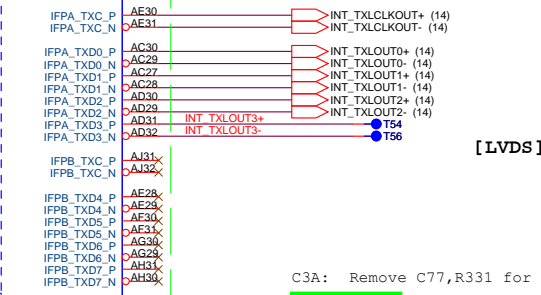 IFPA_TXC_P AE30 INT_TXLCLKOUT+ (14)
IFPA_TXC_N AE31 INT_TXLCLKOUT- (14)
IFPA_TXD0_P AC30 INT_TXLOUT0+ (14)
IFPA_TXD0_N AC29 INT_TXLOUT0- (14)
IFPA_TXD1_P AC27 INT_TXLOUT1+ (14)
IFPA_TXD1_N AC28 INT_TXLOUT1- (14)
IFPA_TXD2_P AD30 INT_TXLOUT2+ (14)
IFPA_TXD2_N AD29 INT_TXLOUT2- (14)
IFPA_TXD3_P AD31 INT_TXLOUT3+ T54
IFPA_TXD3_N AD32 INT_TXLOUT3- T56
[LVDS]
IFPB_TXC_P AJ31
IFPB_TXC_N AJ32
IFPB_TXD4_P AE28
IFPB_TXD4_N AE29
IFPB_TXD5_P AF30
IFPB_TXD5_N AF31
IFPB_TXD6_P AG30
IFPB_TXD6_N AG29
IFPB_TXD7_P AH31
IFPB_TXD7_N AH30
C3A: Remove C77,R331 for